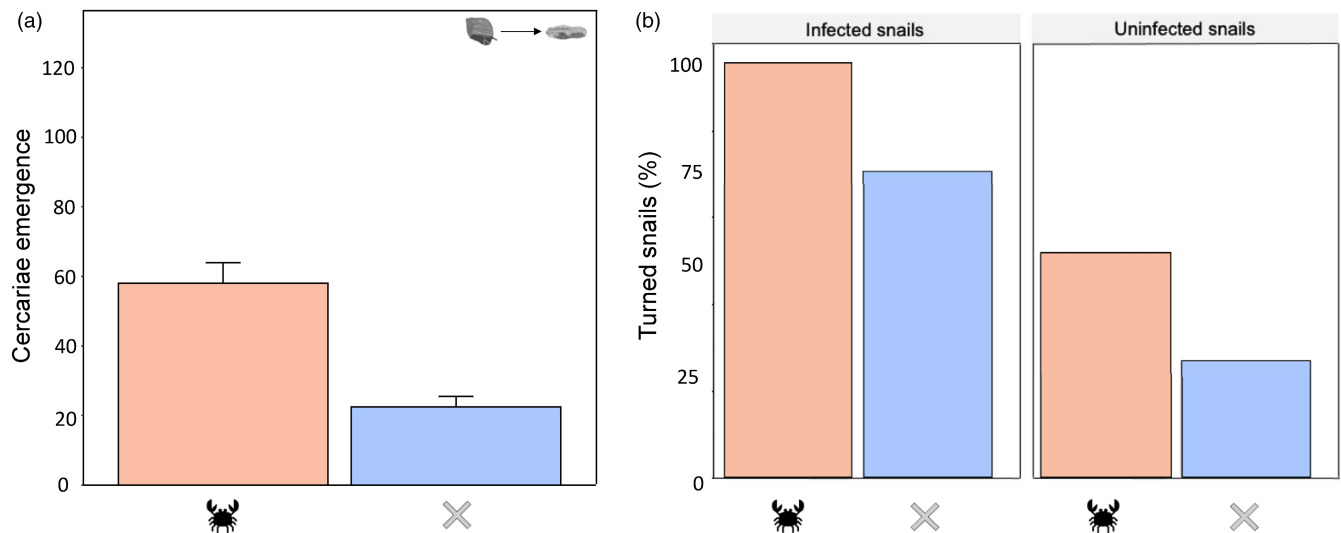 (a)
Cercariae emergence
120
100
80
60
40
20
0
(b)
Turned snails (%)
Infected snails
Uninfected snails
100
75
50
25
0